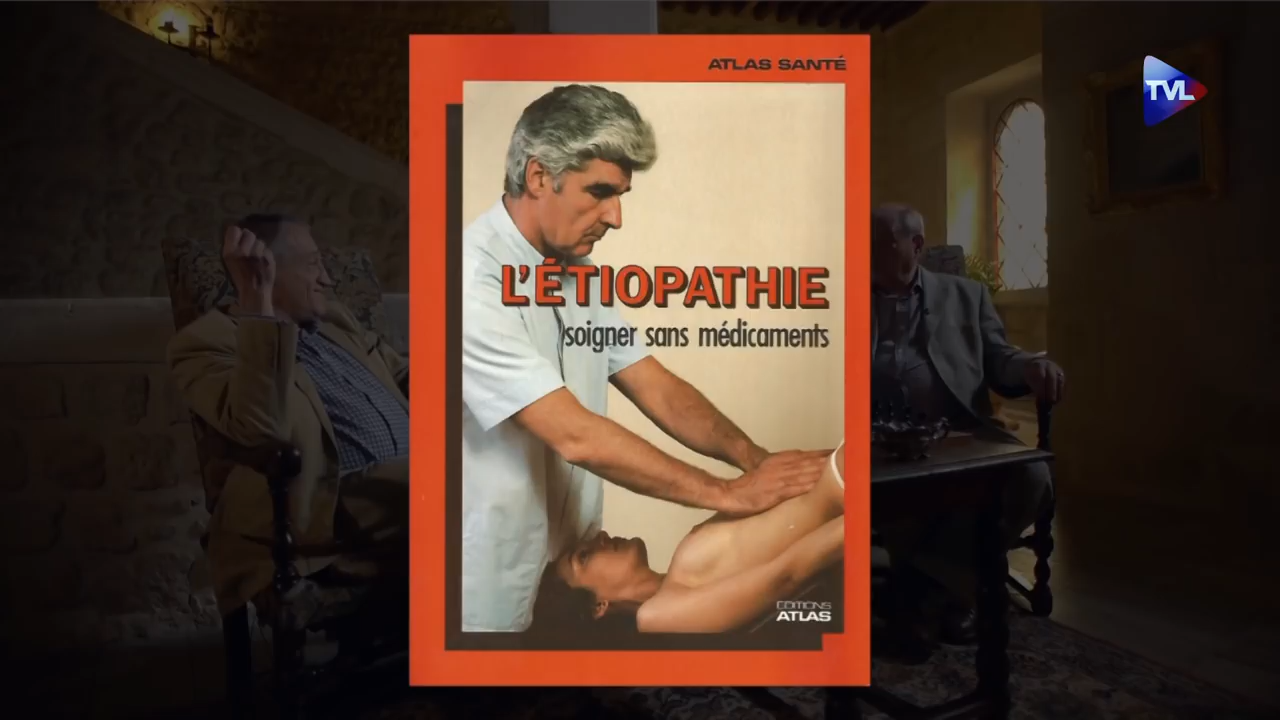 ATLAS SANTÉ
TVL
L'ÉTIOPATHIE
soigner sans médicaments
EDITIONS
ATLAS